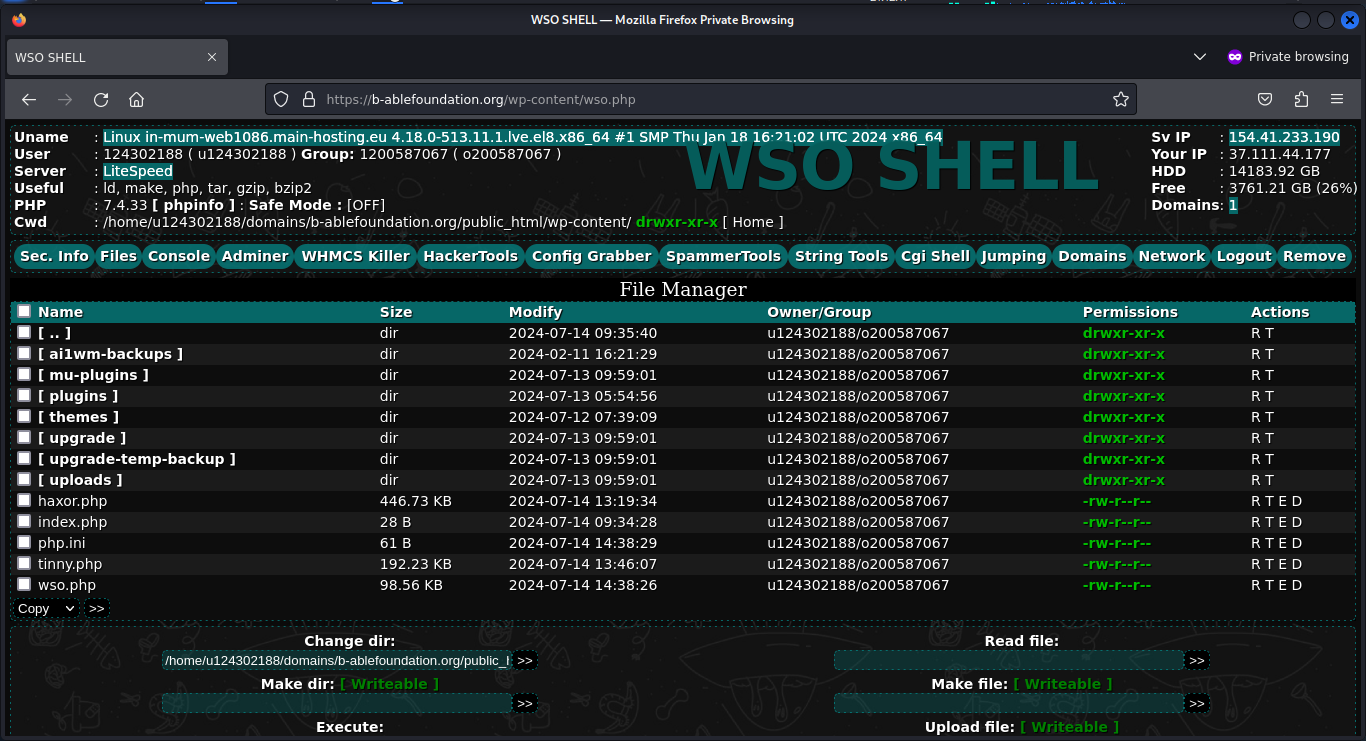 WSO SHELL — Mozilla Firefox Private Browsing
WSO SHELL
Private browsing
https://b-ablefoundation.org/wp-content/wso.php
Uname : Linux in-mum-web1086.main-hosting.eu 4.18.0-513.11.1.lve.el8.x86_64 #1 SMP Thu Jan 18 16:21:02 UTC 2024 x86_64
User : 124302188 ( u124302188 ) Group: 1200587067 ( o200587067 )
Server : LiteSpeed
Useful : ld, make, php, tar, gzip, bzip2
PHP : 7.4.33 [ phpinfo ] : Safe Mode : [OFF]
Cwd : /home/u124302188/domains/b-ablefoundation.org/public_html/wp-content/ drwxr-xr-x [ Home ]
WSO SHELL
Sv IP : 154.41.233.190
Your IP : 37.111.44.177
HDD : 14183.92 GB
Free : 3761.21 GB (26%)
Domains: 1
Sec. Info Files Console Adminer WHMCS Killer HackerTools Config Grabber SpammerTools String Tools Cgi Shell Jumping Domains Network Logout Remove
File Manager
Name Size Modify Owner/Group Permissions Actions
[ .. ] dir 2024-07-14 09:35:40 u124302188/o200587067 drwxr-xr-x R T
[ ai1wm-backups ] dir 2024-02-11 16:21:29 u124302188/o200587067 drwxr-xr-x R T
[ mu-plugins ] dir 2024-07-13 09:59:01 u124302188/o200587067 drwxr-xr-x R T
[ plugins ] dir 2024-07-13 05:54:56 u124302188/o200587067 drwxr-xr-x R T
[ themes ] dir 2024-07-12 07:39:09 u124302188/o200587067 drwxr-xr-x R T
[ upgrade ] dir 2024-07-13 09:59:01 u124302188/o200587067 drwxr-xr-x R T
[ upgrade-temp-backup ] dir 2024-07-13 09:59:01 u124302188/o200587067 drwxr-xr-x R T
[ uploads ] dir 2024-07-13 09:59:01 u124302188/o200587067 drwxr-xr-x R T
haxor.php 446.73 KB 2024-07-14 13:19:34 u124302188/o200587067 -rw-r--r-- R T E D
index.php 28 B 2024-07-14 09:34:28 u124302188/o200587067 -rw-r--r-- R T E D
php.ini 61 B 2024-07-14 14:38:29 u124302188/o200587067 -rw-r--r-- R T E D
tinny.php 192.23 KB 2024-07-14 13:46:07 u124302188/o200587067 -rw-r--r-- R T E D
wso.php 98.56 KB 2024-07-14 14:38:26 u124302188/o200587067 -rw-r--r-- R T E D
Copy >>
Change dir: Read file:
/home/u124302188/domains/b-ablefoundation.org/public_l >> >>
Make dir: [ Writeable ] Make file: [ Writeable ]
>> >>
Execute: Upload file: [ Writeable ]